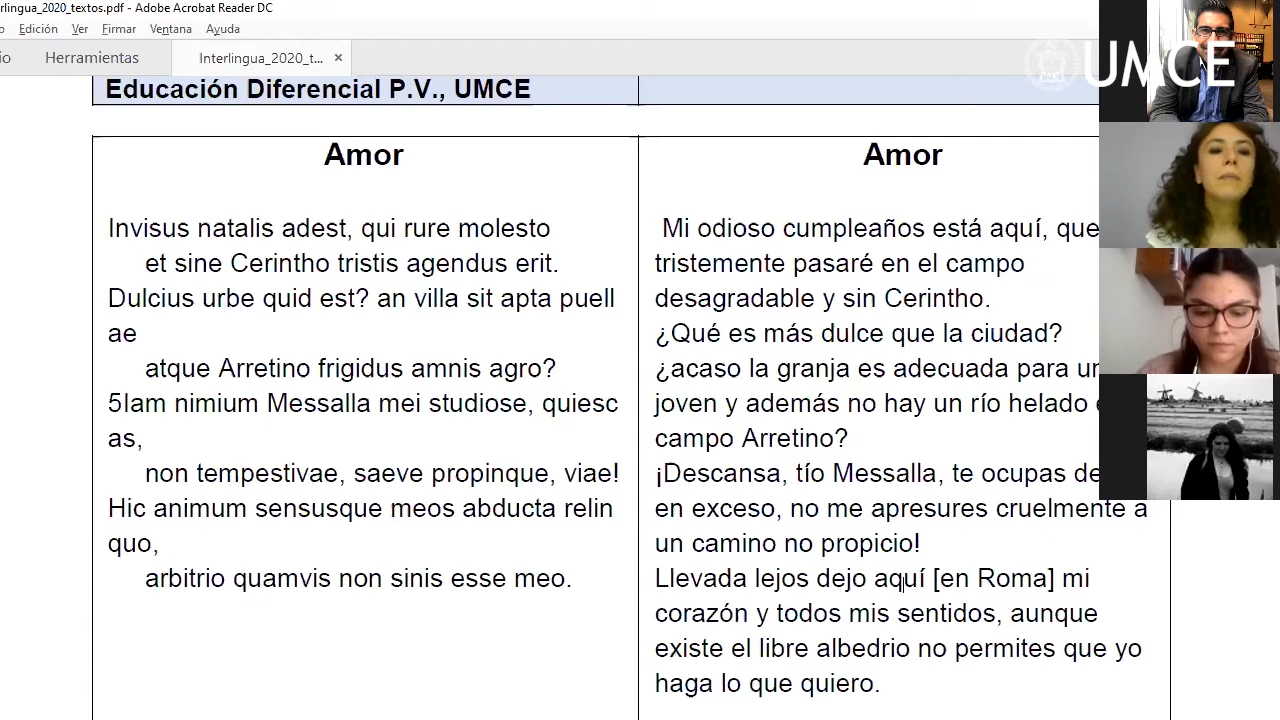 rlingua_2020_textos.pdf - Adobe Acrobat Reader DC
o Edición Ver Firmar Ventana Ayuda
io Herramientas Interlingua_2020_t... ×
UMCE
Educación Diferencial P.V., UMCE
Amor
Invisus natalis adest, qui rure molesto
et sine Cerintho tristis agendus erit.
Dulcius urbe quid est? an villa sit apta puell
ae
atque Arretino frigidus amnis agro?
5Iam nimium Messalla mei studiose, quiesc
as,
non tempestivae, saeve propinque, viae!
Hic animum sensusque meos abducta relin
quo,
arbitrio quamvis non sinis esse meo.
Amor
Mi odioso cumpleaños está aquí, que
tristemente pasaré en el campo
desagradable y sin Cerintho.
¿Qué es más dulce que la ciudad?
¿acaso la granja es adecuada para
joven y además no hay un río helado
campo Arretino?
¡Descansa, tío Messalla, te ocupas de
en exceso, no me apresures cruelmente a
un camino no propicio!
Llevada lejos dejo aquí [en Roma] mi
corazón y todos mis sentidos, aunque
existe el libre albedrio no permites que yo
haga lo que quiero.